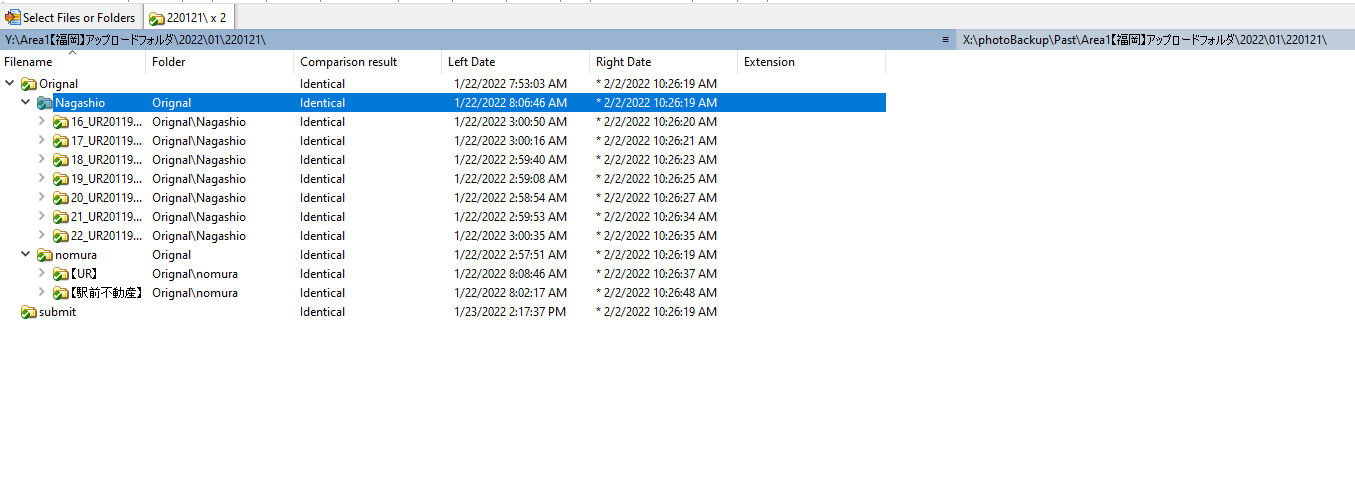 Select Files or Folders 220121\ x 2
Y:\Area1【福岡】アップロードフォルダ\2022\01\220121\ X:\photoBackup\Past\Area1【福岡】アップロードフォルダ\2022\01\220121\
Filename Folder Comparison result Left Date Right Date Extension
Orignal Identical 1/22/2022 7:53:03 AM * 2/2/2022 10:26:19 AM
Nagashio Orignal Identical 1/22/2022 8:06:46 AM * 2/2/2022 10:26:19 AM
16_UR20119... Orignal\Nagashio Identical 1/22/2022 3:00:50 AM * 2/2/2022 10:26:20 AM
17_UR20119... Orignal\Nagashio Identical 1/22/2022 3:00:16 AM * 2/2/2022 10:26:21 AM
18_UR20119... Orignal\Nagashio Identical 1/22/2022 2:59:40 AM * 2/2/2022 10:26:23 AM
19_UR20119... Orignal\Nagashio Identical 1/22/2022 2:59:08 AM * 2/2/2022 10:26:25 AM
20_UR20119... Orignal\Nagashio Identical 1/22/2022 2:58:54 AM * 2/2/2022 10:26:27 AM
21_UR20119... Orignal\Nagashio Identical 1/22/2022 2:59:53 AM * 2/2/2022 10:26:34 AM
22_UR20119... Orignal\Nagashio Identical 1/22/2022 3:00:35 AM * 2/2/2022 10:26:35 AM
nomura Orignal Identical 1/22/2022 2:57:51 AM * 2/2/2022 10:26:19 AM
【UR】 Orignal\nomura Identical 1/22/2022 8:08:46 AM * 2/2/2022 10:26:37 AM
【駅前不動産】 Orignal\nomura Identical 1/22/2022 8:02:17 AM * 2/2/2022 10:26:48 AM
submit Identical 1/23/2022 2:17:37 PM * 2/2/2022 10:26:19 AM